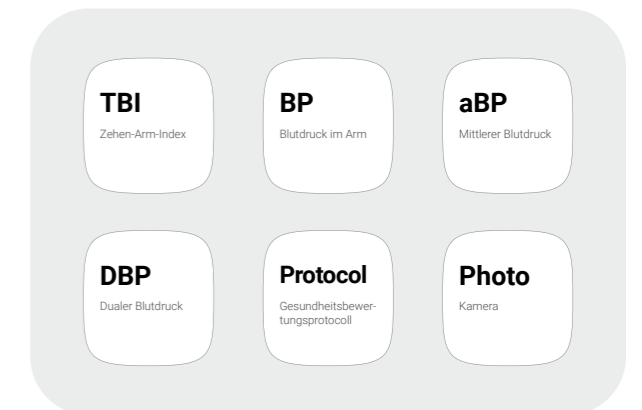 TBI
Zehen-Arm-Index
BP
Blutdruck im Arm
aBP
Mittlerer Blutdruck
DBP
Dualer Blutdruck
Protocol
Gesundheitsbewer-
tungsprotocoll
Photo
Kamera